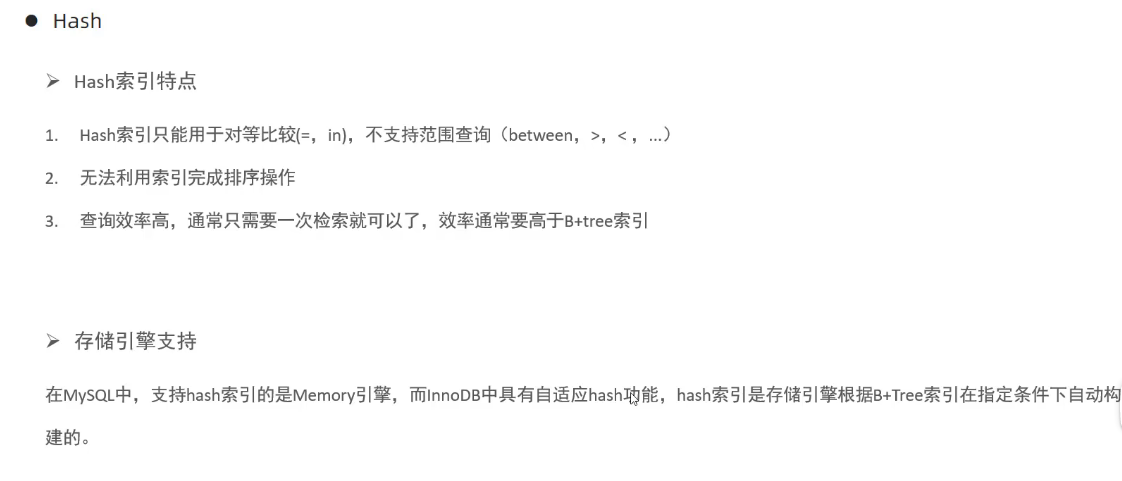 ● Hash
➢ Hash索引特点
1. Hash索引只能用于对等比较(=，in)，不支持范围查询（between，>，< ，...）
2. 无法利用索引完成排序操作
3. 查询效率高，通常只需要一次检索就可以了，效率通常要高于B+tree索引
➢ 存储引擎支持
在MySQL中，支持hash索引的是Memory引擎，而InnoDB中具有自适应hash功能，hash索引是存储引擎根据B+Tree索引在指定条件下自动构
建的。